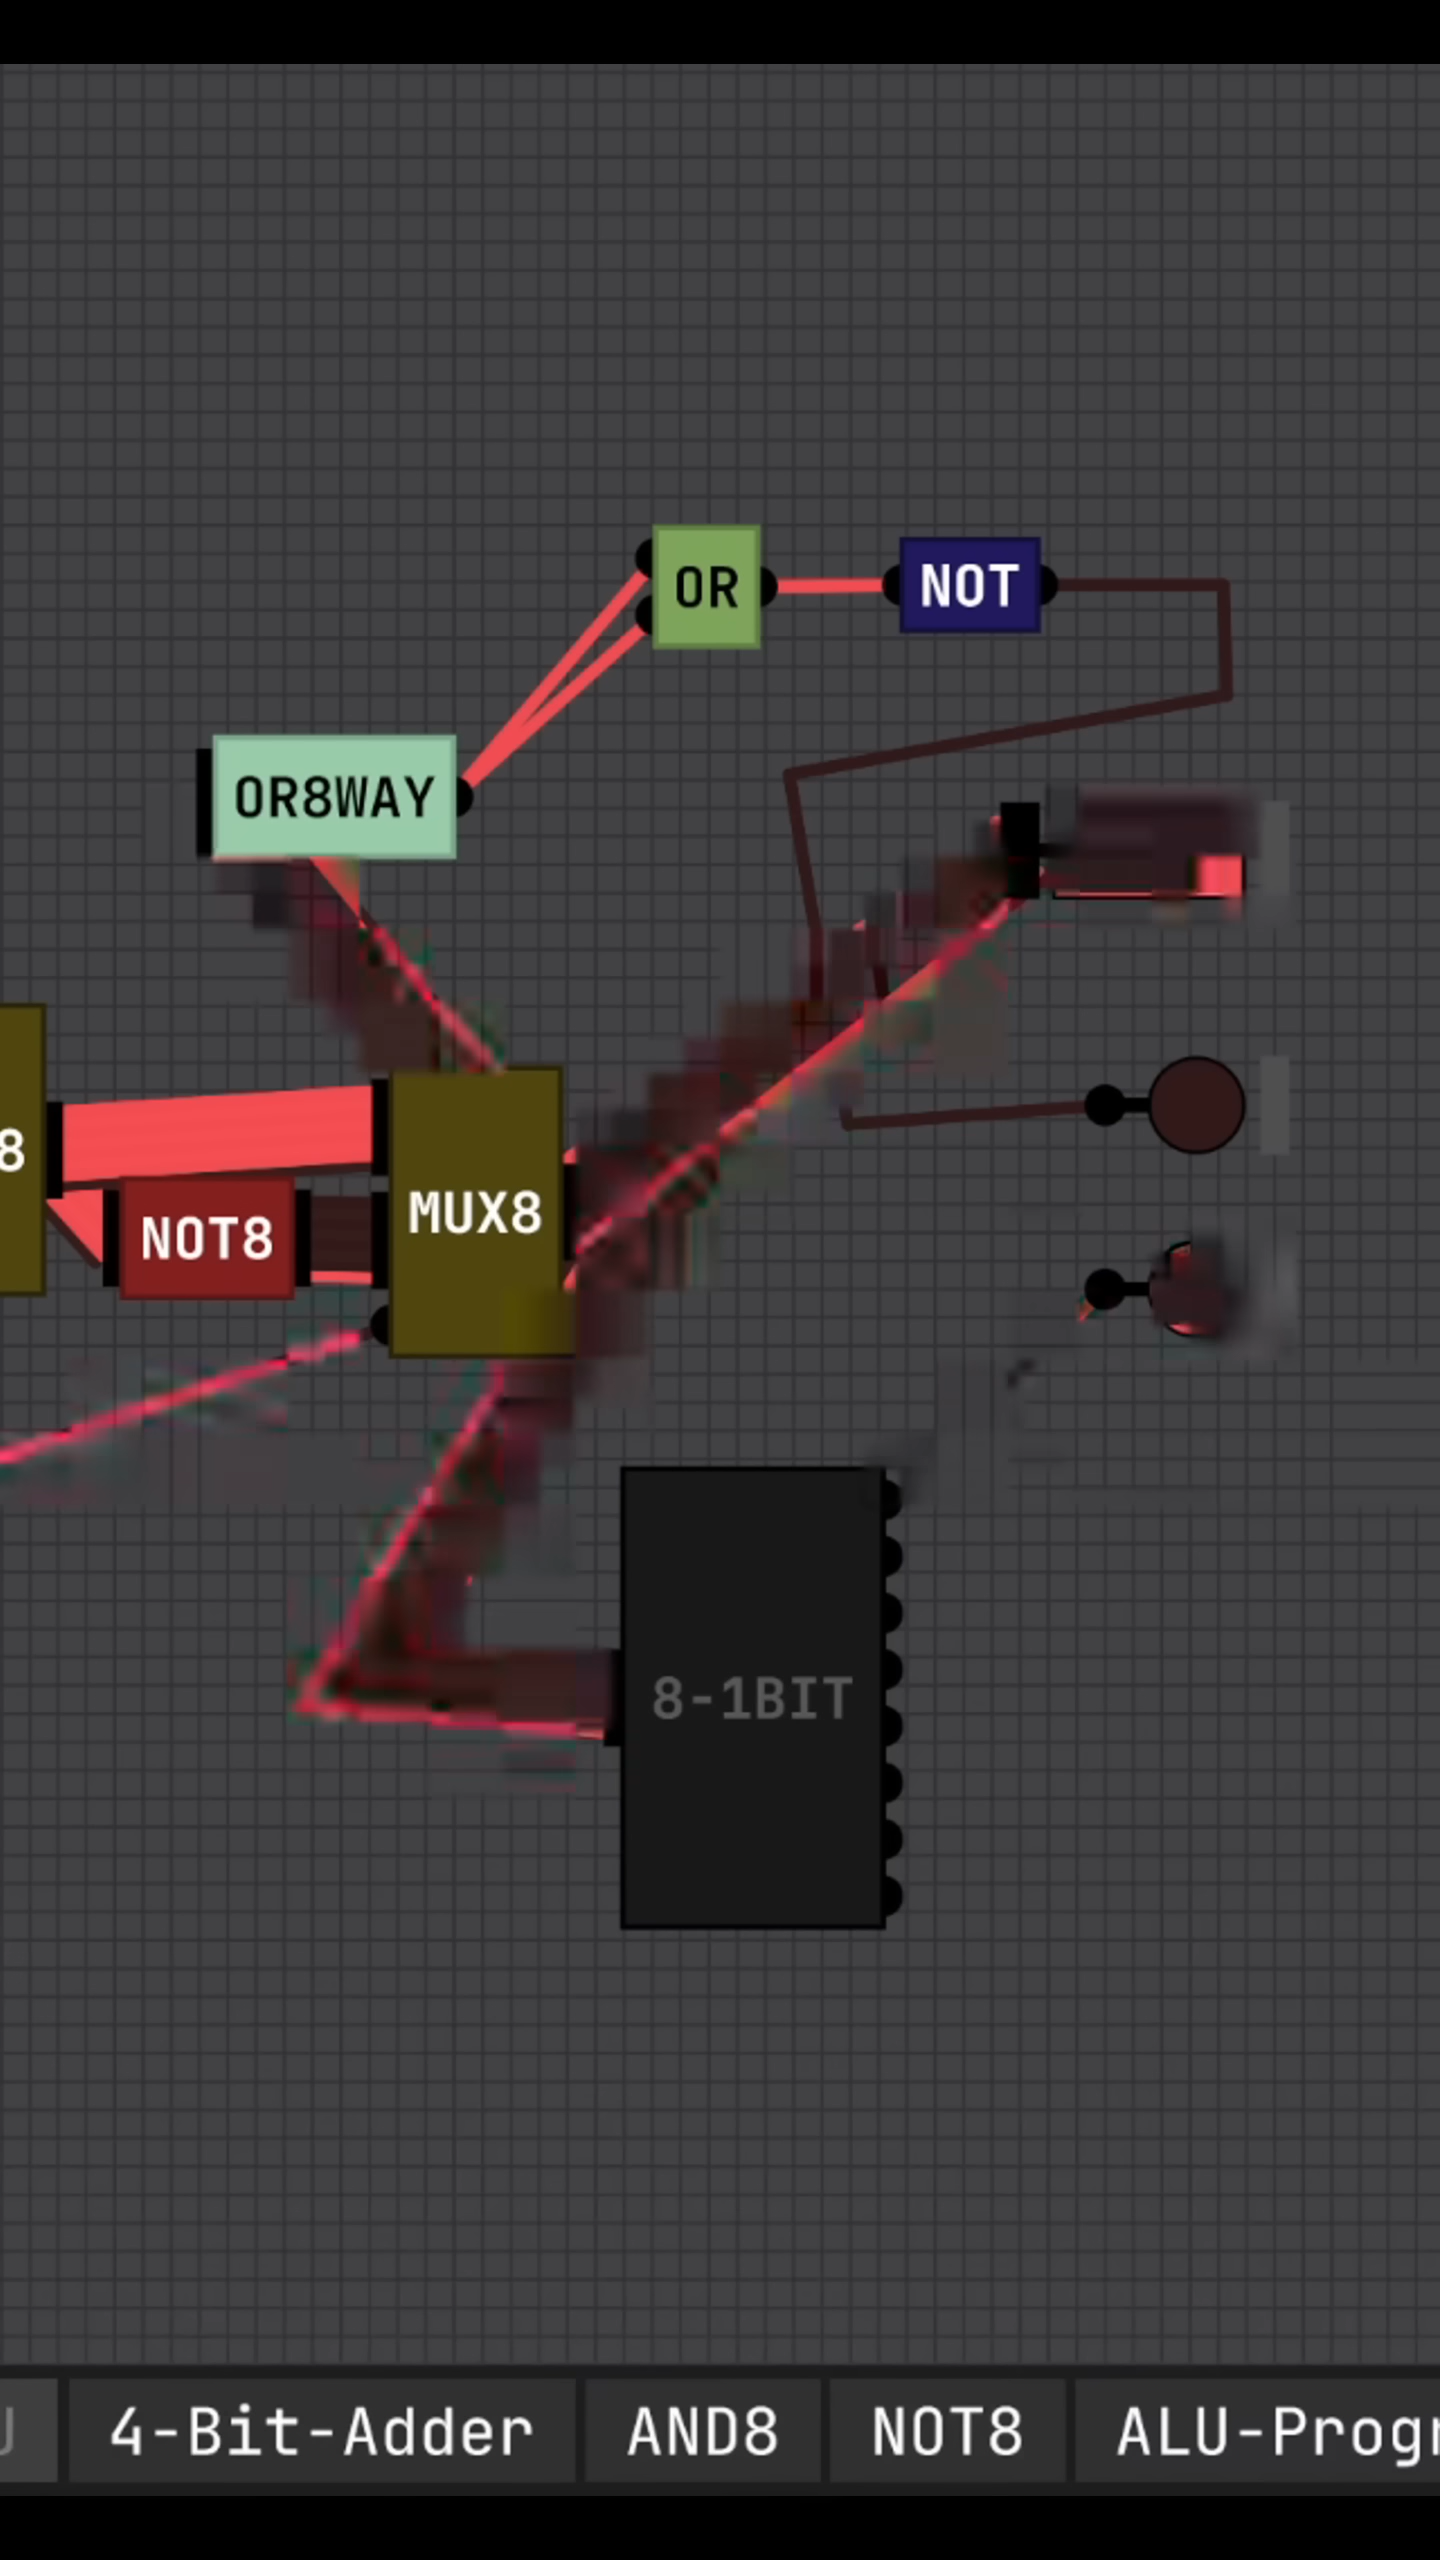 OR
NOT
OR8WAY
8
NOT8
MUX8
8-1BIT
4-Bit-Adder
AND8
NOT8
ALU-Progr